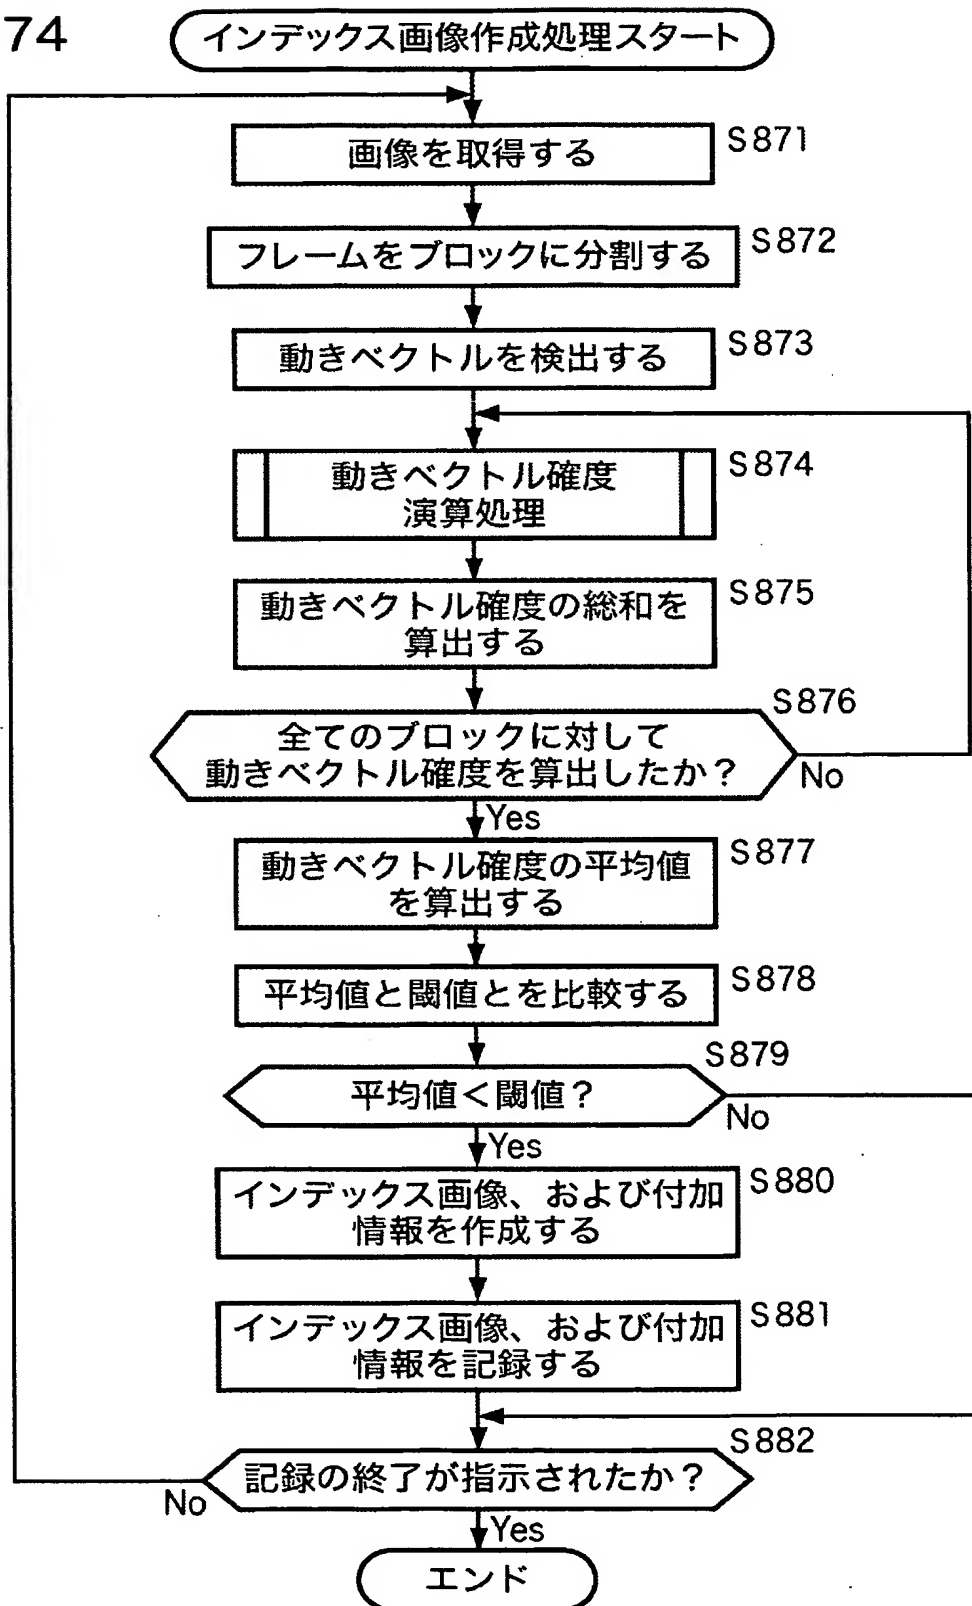 74
インデックス画像作成処理スタート
画像を取得する
S871
フレームをブロックに分割する
S872
動きベクトルを検出する
S873
動きベクトル確度
演算処理
S874
動きベクトル確度の総和を
算出する
S875
全てのブロックに対して
動きベクトル確度を算出したか？
S876
No
Yes
動きベクトル確度の平均値
を算出する
S877
平均値と閾値とを比較する
S878
平均値＜閾値？
S879
No
Yes
インデックス画像、および付加
情報を作成する
S880
インデックス画像、および付加
情報を記録する
S881
記録の終了が指示されたか？
S882
No
Yes
エンド